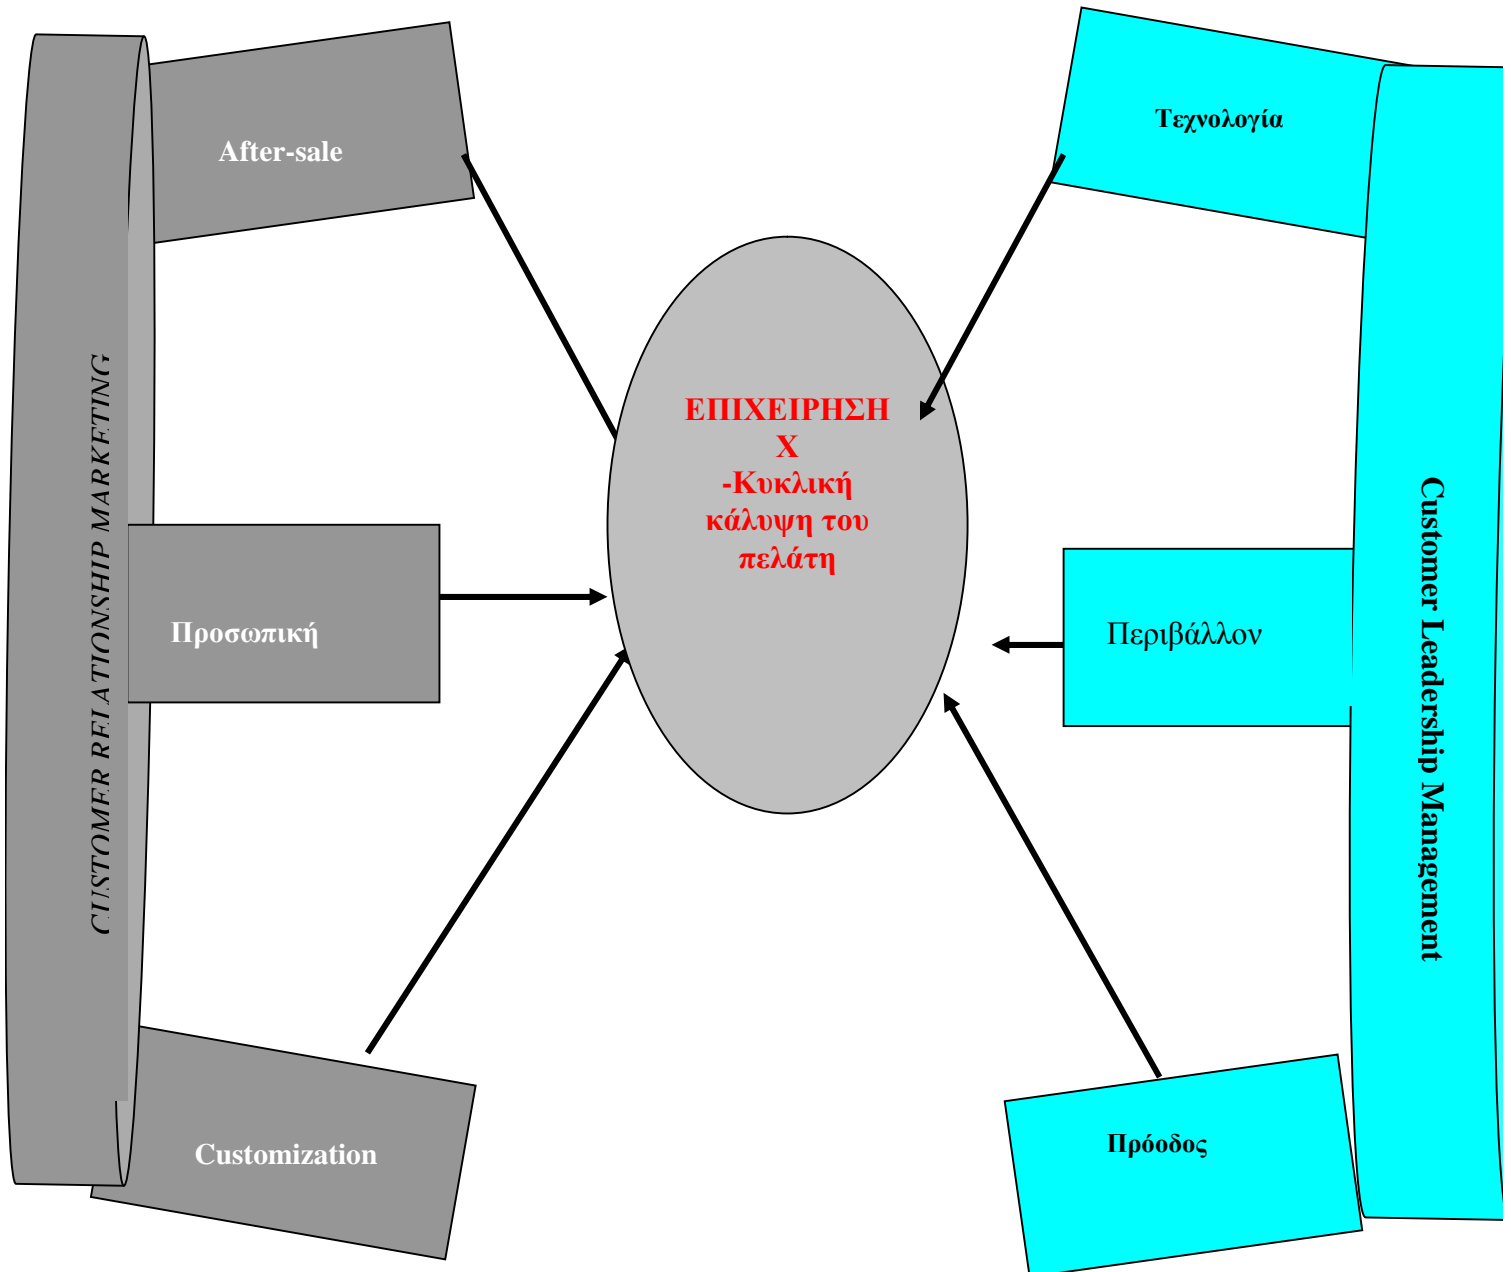 After-sale
Τεχνολογία
ΕΠΙΧΕΙΡΗΣΗ
Χ
-Κυκλική
κάλυψη του
πελάτη
CUSTOMER RELATIONSHIP MARKETING
Προσωπική
Περιβάλλον
Customer Leadership Management
Customization
Πρόοδος